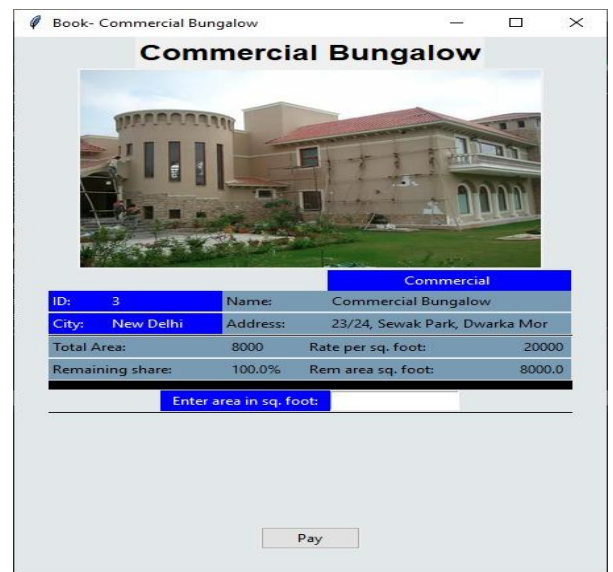 Book- Commercial Bungalow
Commercial Bungalow
Commercial
ID: 3 Name: Commercial Bungalow
City: New Delhi Address: 23/24, Sewak Park, Dwarka Mor
Total Area: 8000 Rate per sq. foot: 20000
Remaining share: 100.0% Rem area sq. foot: 8000.0
Enter area in sq. foot:
Pay